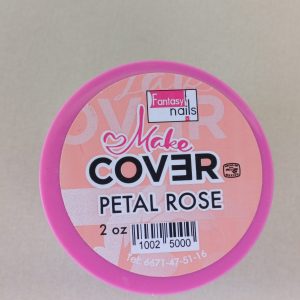 Fantasy
nails
Make
COVER
PETAL ROSE
2 oz
1002 5000
Tel: 6671-47-51-16